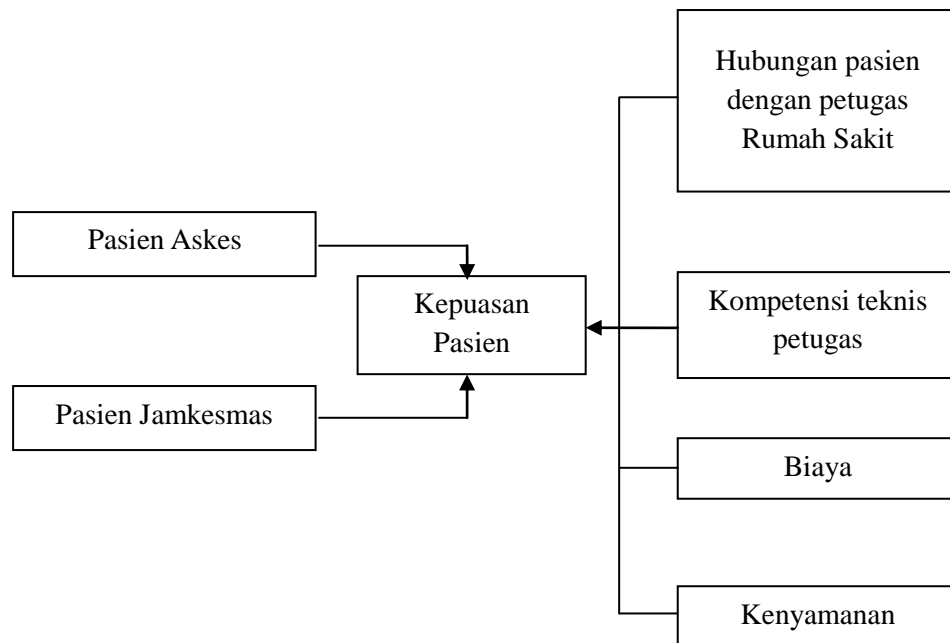 Hubungan pasien
dengan petugas
Rumah Sakit
Pasien Askes
Kepuasan
Pasien
Kompetensi teknis
petugas
Pasien Jamkesmas
Biaya
Kenyamanan